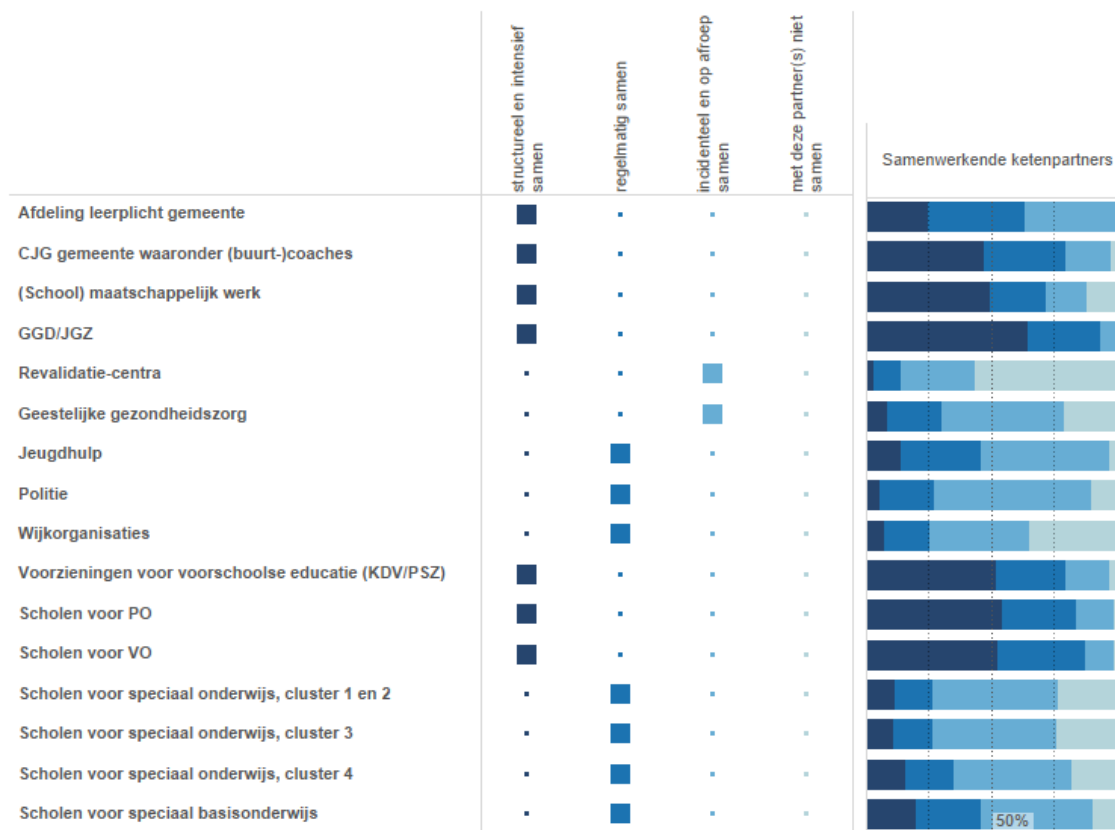 structureel en intensief
samen
regelmatig samen
incidenteel en op afroep
samen
met deze partner(s) niet
samen
Samenwerkende ketenpartners
Afdeling leerplicht gemeente
CJG gemeente waaronder (buurt-)coaches
(School) maatschappelijk werk
GGD/JGZ
Revalidatie-centra
Geestelijke gezondheidszorg
Jeugdhulp
Politie
Wijkorganisaties
Voorzieningen voor voorschoolse educatie (KDV/PSZ)
Scholen voor PO
Scholen voor VO
Scholen voor speciaal onderwijs, cluster 1 en 2
Scholen voor speciaal onderwijs, cluster 3
Scholen voor speciaal onderwijs, cluster 4
Scholen voor speciaal basisonderwijs
50%